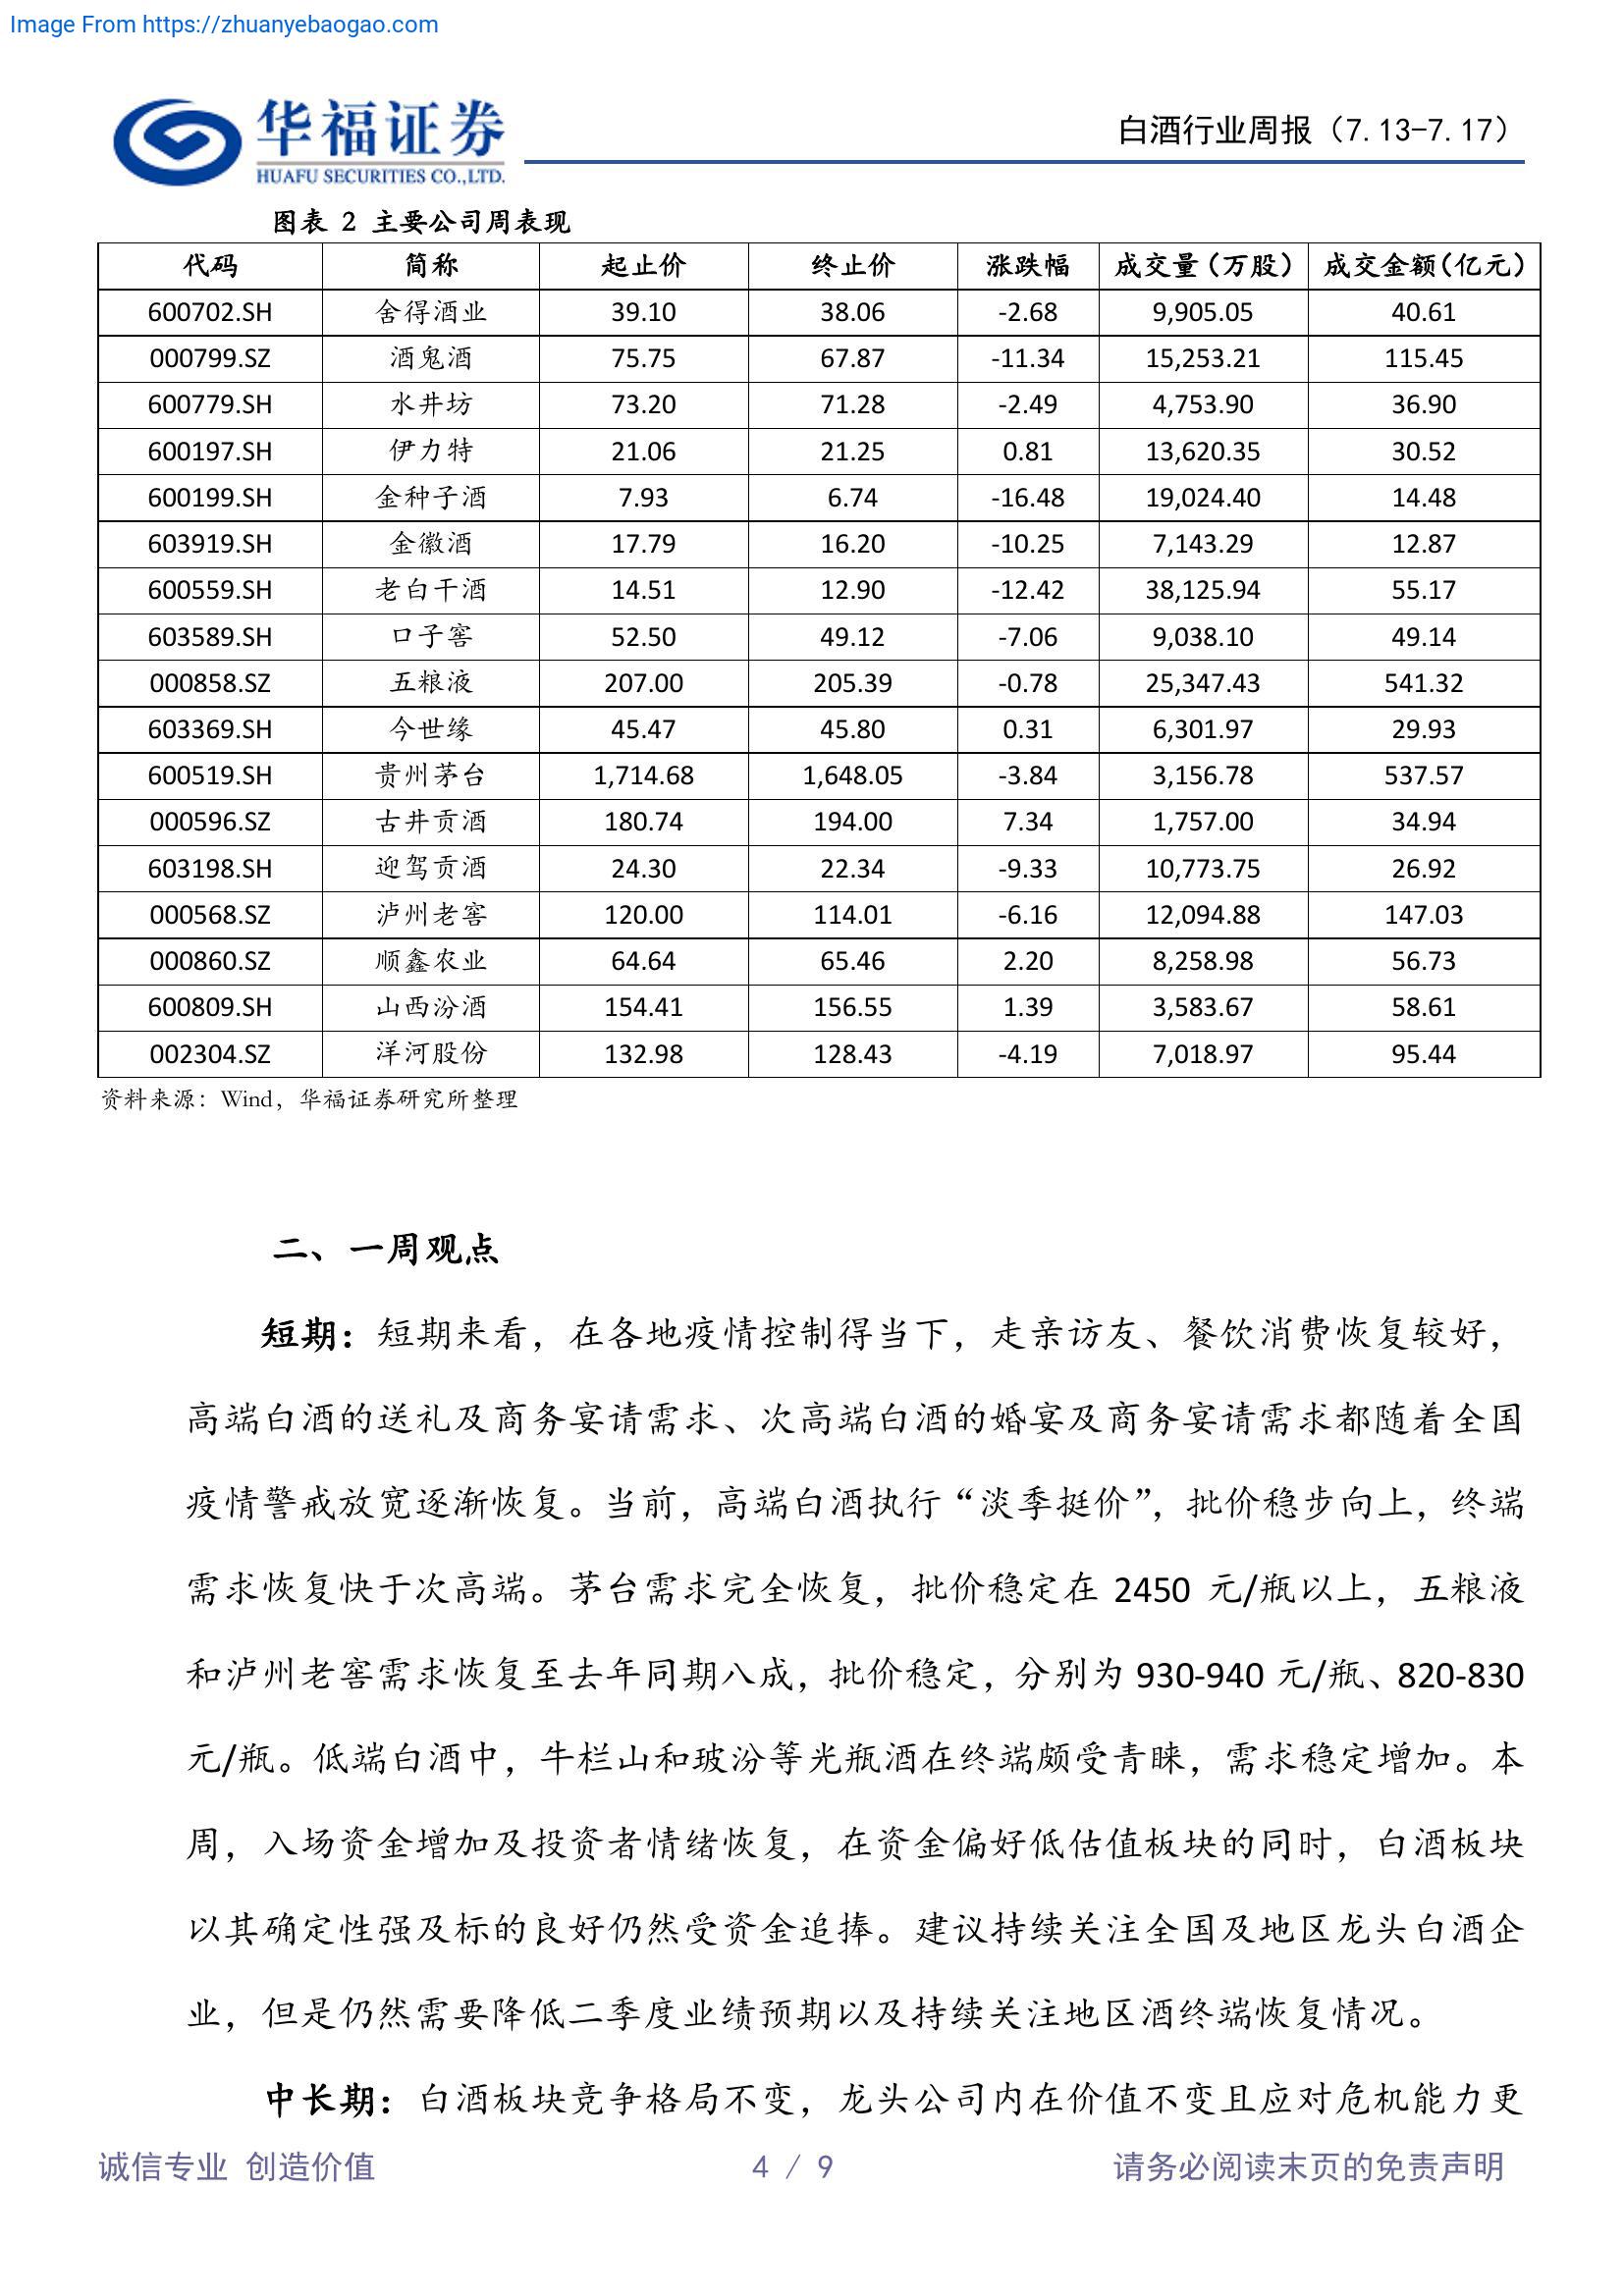 Image From https://zhuanyebaogao.com
华福证券
HUAFU SECURITIES CO.,LTD.
白酒行业周报（7.13-7.17）
图表 2 主要公司周表现
代码 简称 起止价 终止价 涨跌幅 成交量（万股） 成交金额（亿元）
600702.SH 舍得酒业 39.10 38.06 -2.68 9,905.05 40.61
000799.SZ 酒鬼酒 75.75 67.87 -11.34 15,253.21 115.45
600779.SH 水井坊 73.20 71.28 -2.49 4,753.90 36.90
600197.SH 伊力特 21.06 21.25 0.81 13,620.35 30.52
600199.SH 金种子酒 7.93 6.74 -16.48 19,024.40 14.48
603919.SH 金徽酒 17.79 16.20 -10.25 7,143.29 12.87
600559.SH 老白干酒 14.51 12.90 -12.42 38,125.94 55.17
603589.SH 口子窖 52.50 49.12 -7.06 9,038.10 49.14
000858.SZ 五粮液 207.00 205.39 -0.78 25,347.43 541.32
603369.SH 今世缘 45.47 45.80 0.31 6,301.97 29.93
600519.SH 贵州茅台 1,714.68 1,648.05 -3.84 3,156.78 537.57
000596.SZ 古井贡酒 180.74 194.00 7.34 1,757.00 34.94
603198.SH 迎驾贡酒 24.30 22.34 -9.33 10,773.75 26.92
000568.SZ 泸州老窖 120.00 114.01 -6.16 12,094.88 147.03
000860.SZ 顺鑫农业 64.64 65.46 2.20 8,258.98 56.73
600809.SH 山西汾酒 154.41 156.55 1.39 3,583.67 58.61
002304.SZ 洋河股份 132.98 128.43 -4.19 7,018.97 95.44
资料来源：Wind，华福证券研究所整理
二、一周观点
短期：短期来看，在各地疫情控制得当下，走亲访友、餐饮消费恢复较好，
高端白酒的送礼及商务宴请需求、次高端白酒的婚宴及商务宴请需求都随着全国
疫情警戒放宽逐渐恢复。当前，高端白酒执行“淡季挺价”，批价稳步向上，终端
需求恢复快于次高端。茅台需求完全恢复，批价稳定在 2450 元/瓶以上，五粮液
和泸州老窖需求恢复至去年同期八成，批价稳定，分别为 930-940 元/瓶、820-830
元/瓶。低端白酒中，牛栏山和玻汾等光瓶酒在终端颇受青睐，需求稳定增加。本
周，入场资金增加及投资者情绪恢复，在资金偏好低估值板块的同时，白酒板块
以其确定性强及标的良好仍然受资金追捧。建议持续关注全国及地区龙头白酒企
业，但是仍然需要降低二季度业绩预期以及持续关注地区酒终端恢复情况。
中长期：白酒板块竞争格局不变，龙头公司内在价值不变且应对危机能力更
诚信专业 创造价值 4 / 9 请务必阅读末页的免责声明